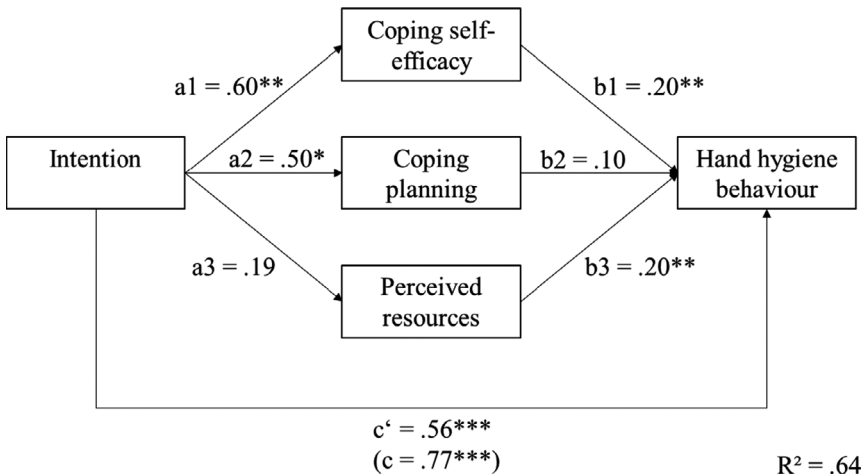 Coping self-
efficacy
a1 = .60**
b1 = .20**
Intention
a2 = .50*
Coping
planning
b2 = .10
Hand hygiene
behaviour
a3 = .19
Perceived
resources
b3 = .20**
c‘ = .56***
(c = .77***)
R² = .64